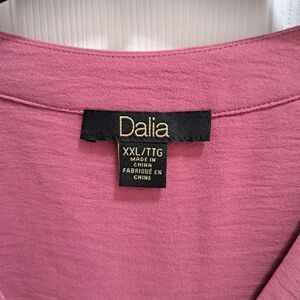 Dalia
XXL/TTG
MADE IN
CHINA
FABRIQUÉ EN
CHINE